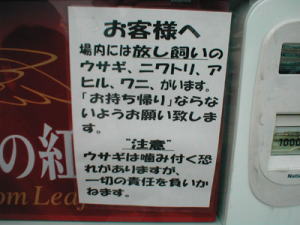 お客様へ
場内には放し飼いの
ウサギ、ニワトリ、ア
ヒル、ワニ、がいます。
「お持ち帰り」ならな
いようお願い致しま
す。
"注意"
ウサギは噛み付く恐
れがありますが、
一切の責任を負いか
ねます。
の紅
om Leaf
1000
Natio